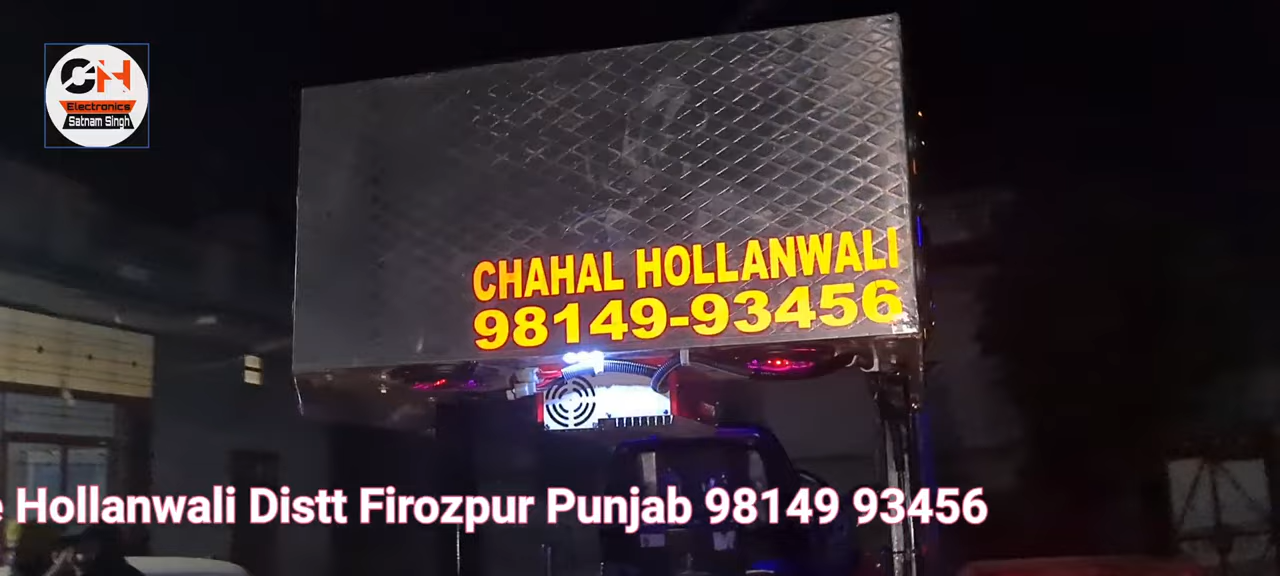 CH
Electronics
Satnam Singh
CHAHAL HOLLANWALI
98149-93456
Hollanwali Distt Firozpur Punjab 98149 93456